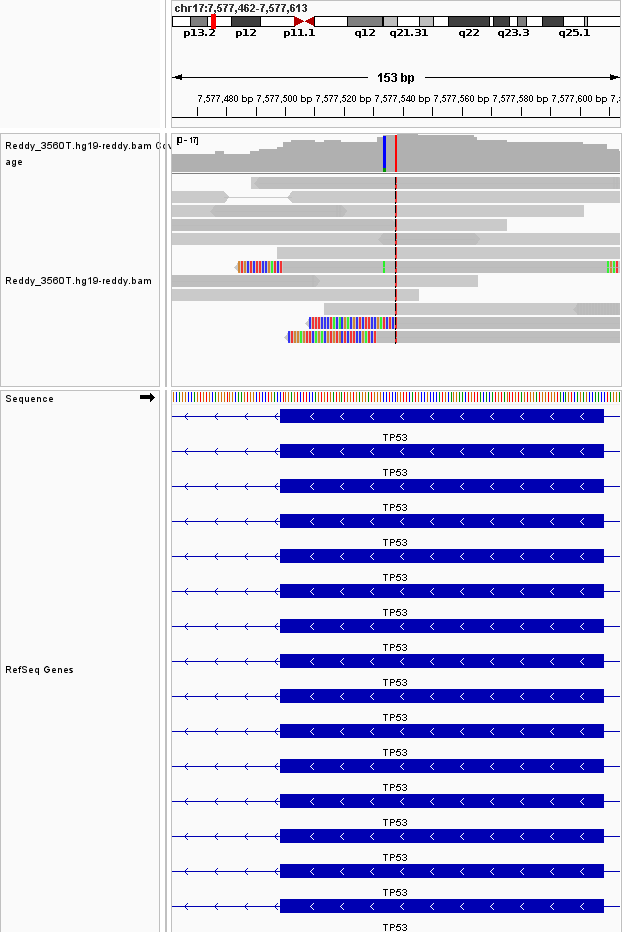 chr17:7,577,462-7,577,613
p13.2 p12 p11.1 q12 q21.31 q22 q23.3 q25.1
153 bp
7,577,480 bp 7,577,500 bp 7,577,520 bp 7,577,540 bp 7,577,560 bp 7,577,580 bp 7,577,600 bp
Reddy_3560T.hg19-reddy.bam Cov
age
[0 - 17]
Reddy_3560T.hg19-reddy.bam
Sequence
TP53
TP53
TP53
TP53
TP53
TP53
TP53
RefSeq Genes
TP53
TP53
TP53
TP53
TP53
TP53
TP53
TP53